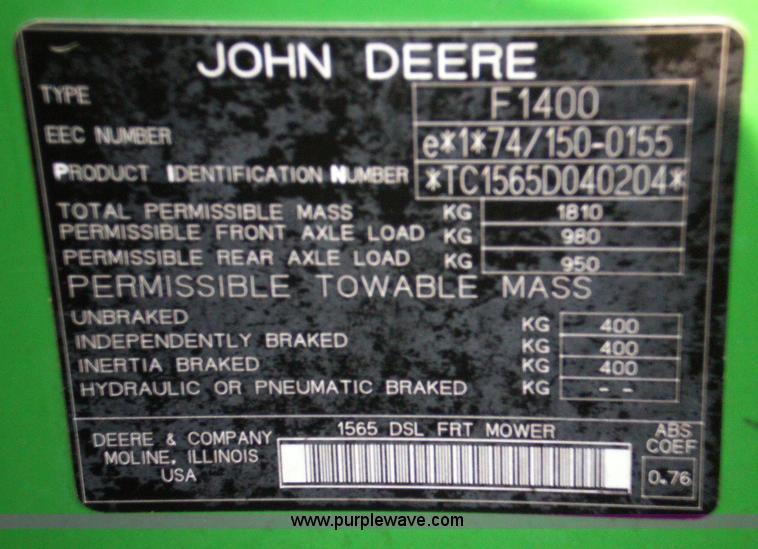 JOHN DEERE
TYPE F1400
EEC NUMBER e*1*74/150-0155
PRODUCT IDENTIFICATION NUMBER *TC1565D040204*
TOTAL PERMISSIBLE MASS KG 1810
PERMISSIBLE FRONT AXLE LOAD KG 980
PERMISSIBLE REAR AXLE LOAD KG 950
PERMISSIBLE TOWABLE MASS
UNBRAKED KG 400
INDEPENDENTLY BRAKED KG 400
INERTIA BRAKED KG 400
HYDRAULIC OR PNEUMATIC BRAKED KG - -
1565 DSL FRT MOWER
DEERE & COMPANY
MOLINE, ILLINOIS
USA
ABS
COEF
0.76
www.purplewave.com